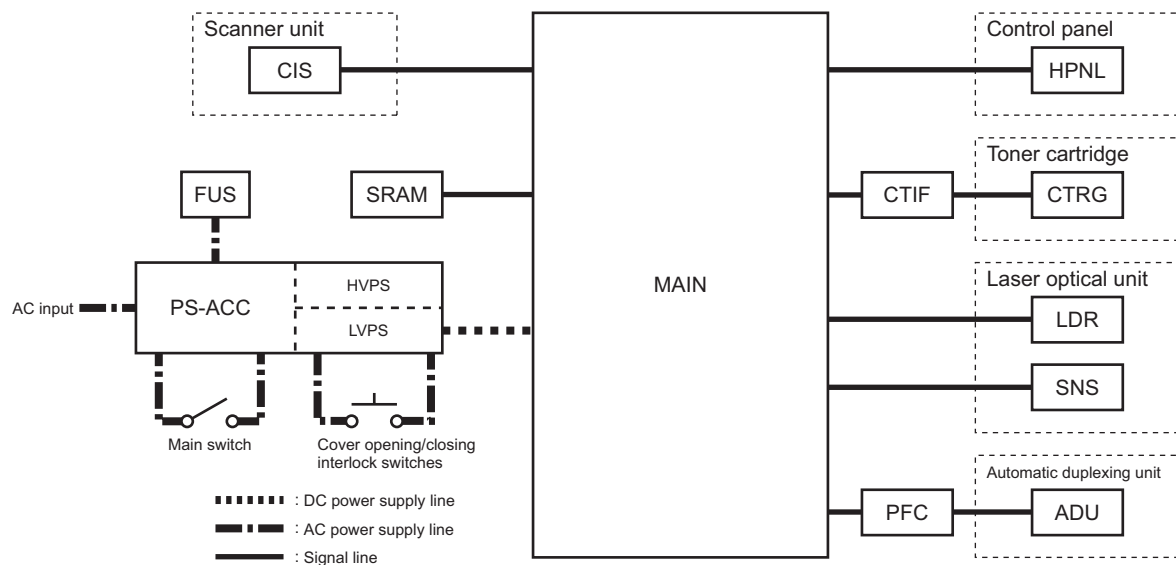 Scanner unit
CIS
FUS
SRAM
AC input
PS-ACC
HVPS
LVPS
Main switch
Cover opening/closing
interlock switches
: DC power supply line
: AC power supply line
: Signal line
MAIN
Control panel
HPNL
Toner cartridge
CTIF
CTRG
Laser optical unit
LDR
SNS
Automatic duplexing unit
PFC
ADU